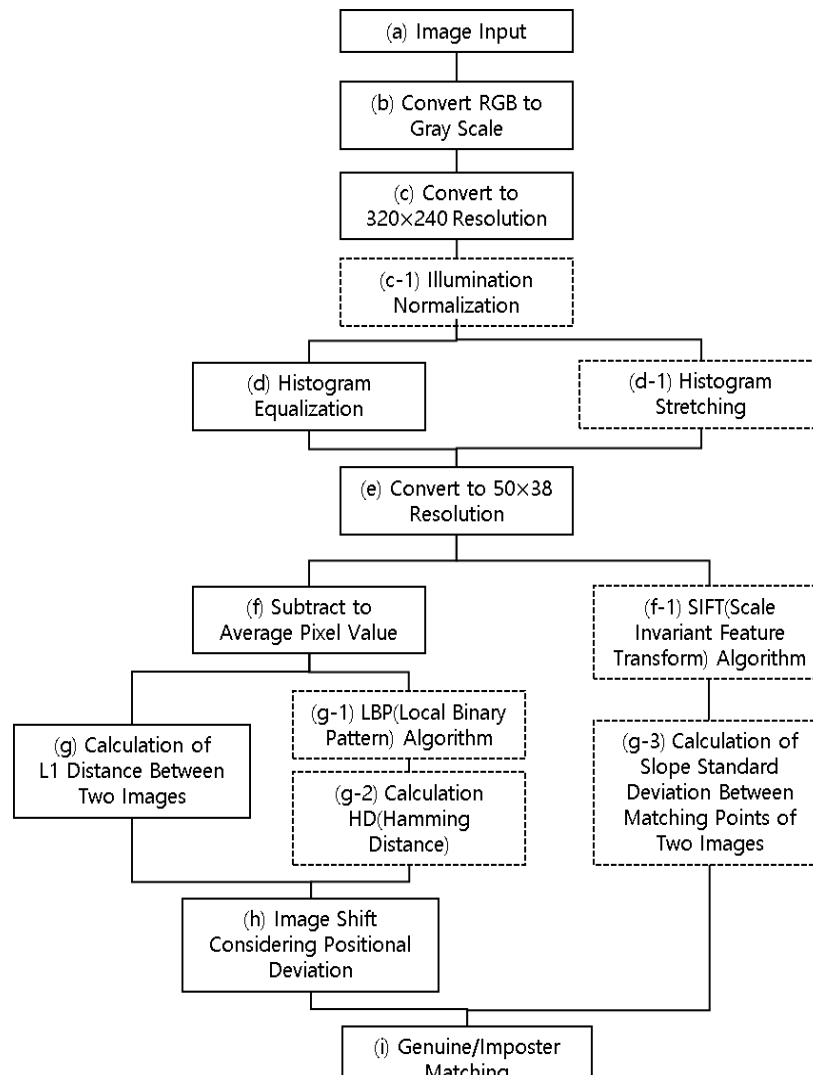 (a) Image Input
(b) Convert RGB to
Gray Scale
(c) Convert to
320×240 Resolution
(c-1) Illumination
Normalization
(d) Histogram
Equalization
(d-1) Histogram
Stretching
(e) Convert to 50×38
Resolution
(f) Subtract to
Average Pixel Value
(f-1) SIFT(Scale
Invariant Feature
Transform) Algorithm
(g) Calculation of
L1 Distance Between
Two Images
(g-1) LBP(Local Binary
Pattern) Algorithm
(g-2) Calculation
HD(Hamming
Distance)
(g-3) Calculation of
Slope Standard
Deviation Between
Matching Points of
Two Images
(h) Image Shift
Considering Positional
Deviation
(i) Genuine/Imposter
Matching